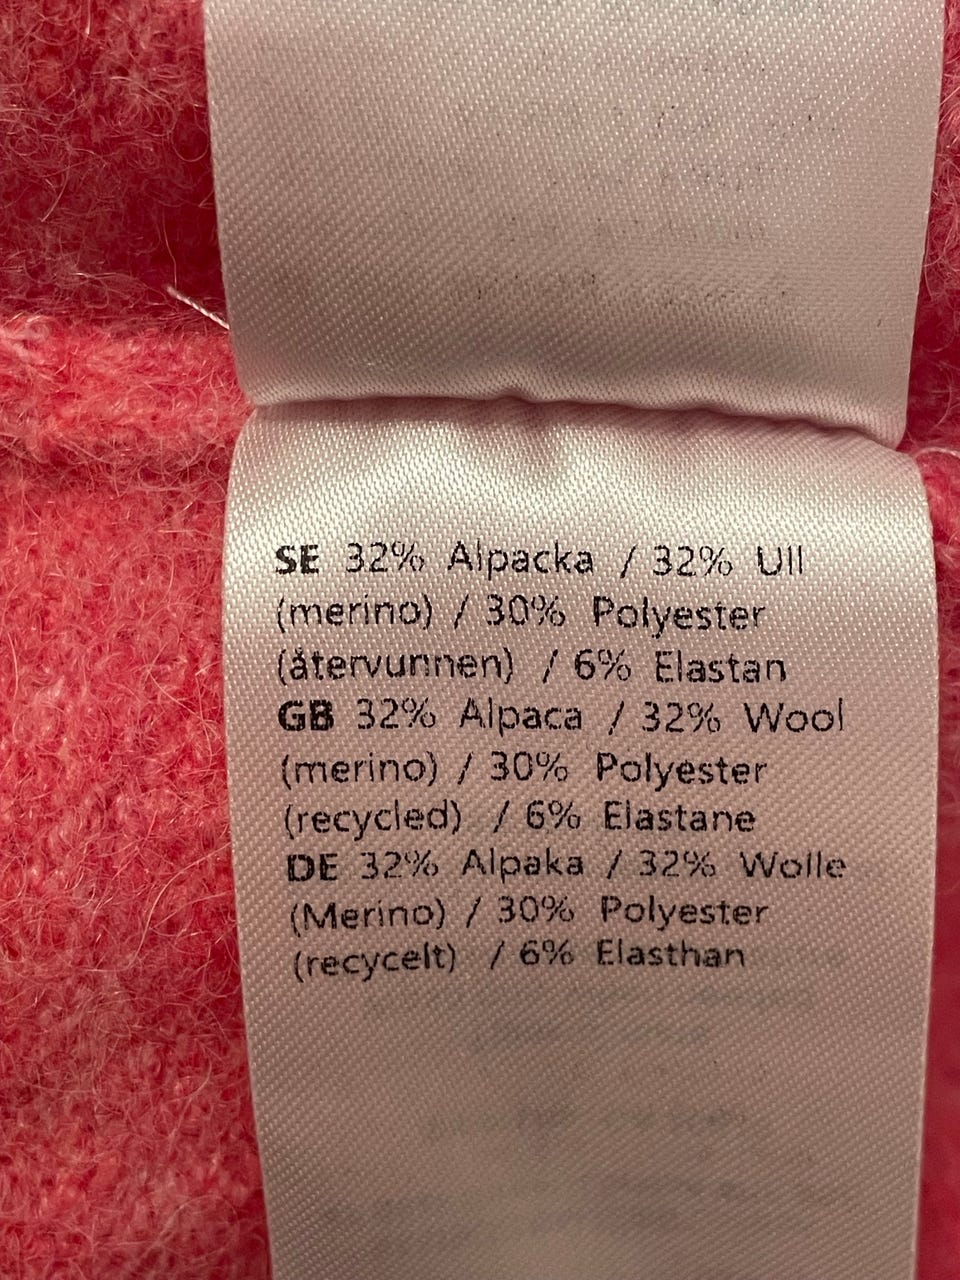 SE 32% Alpacka / 32% Ull
(merino) / 30% Polyester
(återvunnen) / 6% Elastan
GB 32% Alpaca / 32% Wool
(merino) / 30% Polyester
(recycled) / 6% Elastane
DE 32% Alpaka / 32% Wolle
(Merino) / 30% Polyester
(recycelt) / 6% Elasthan